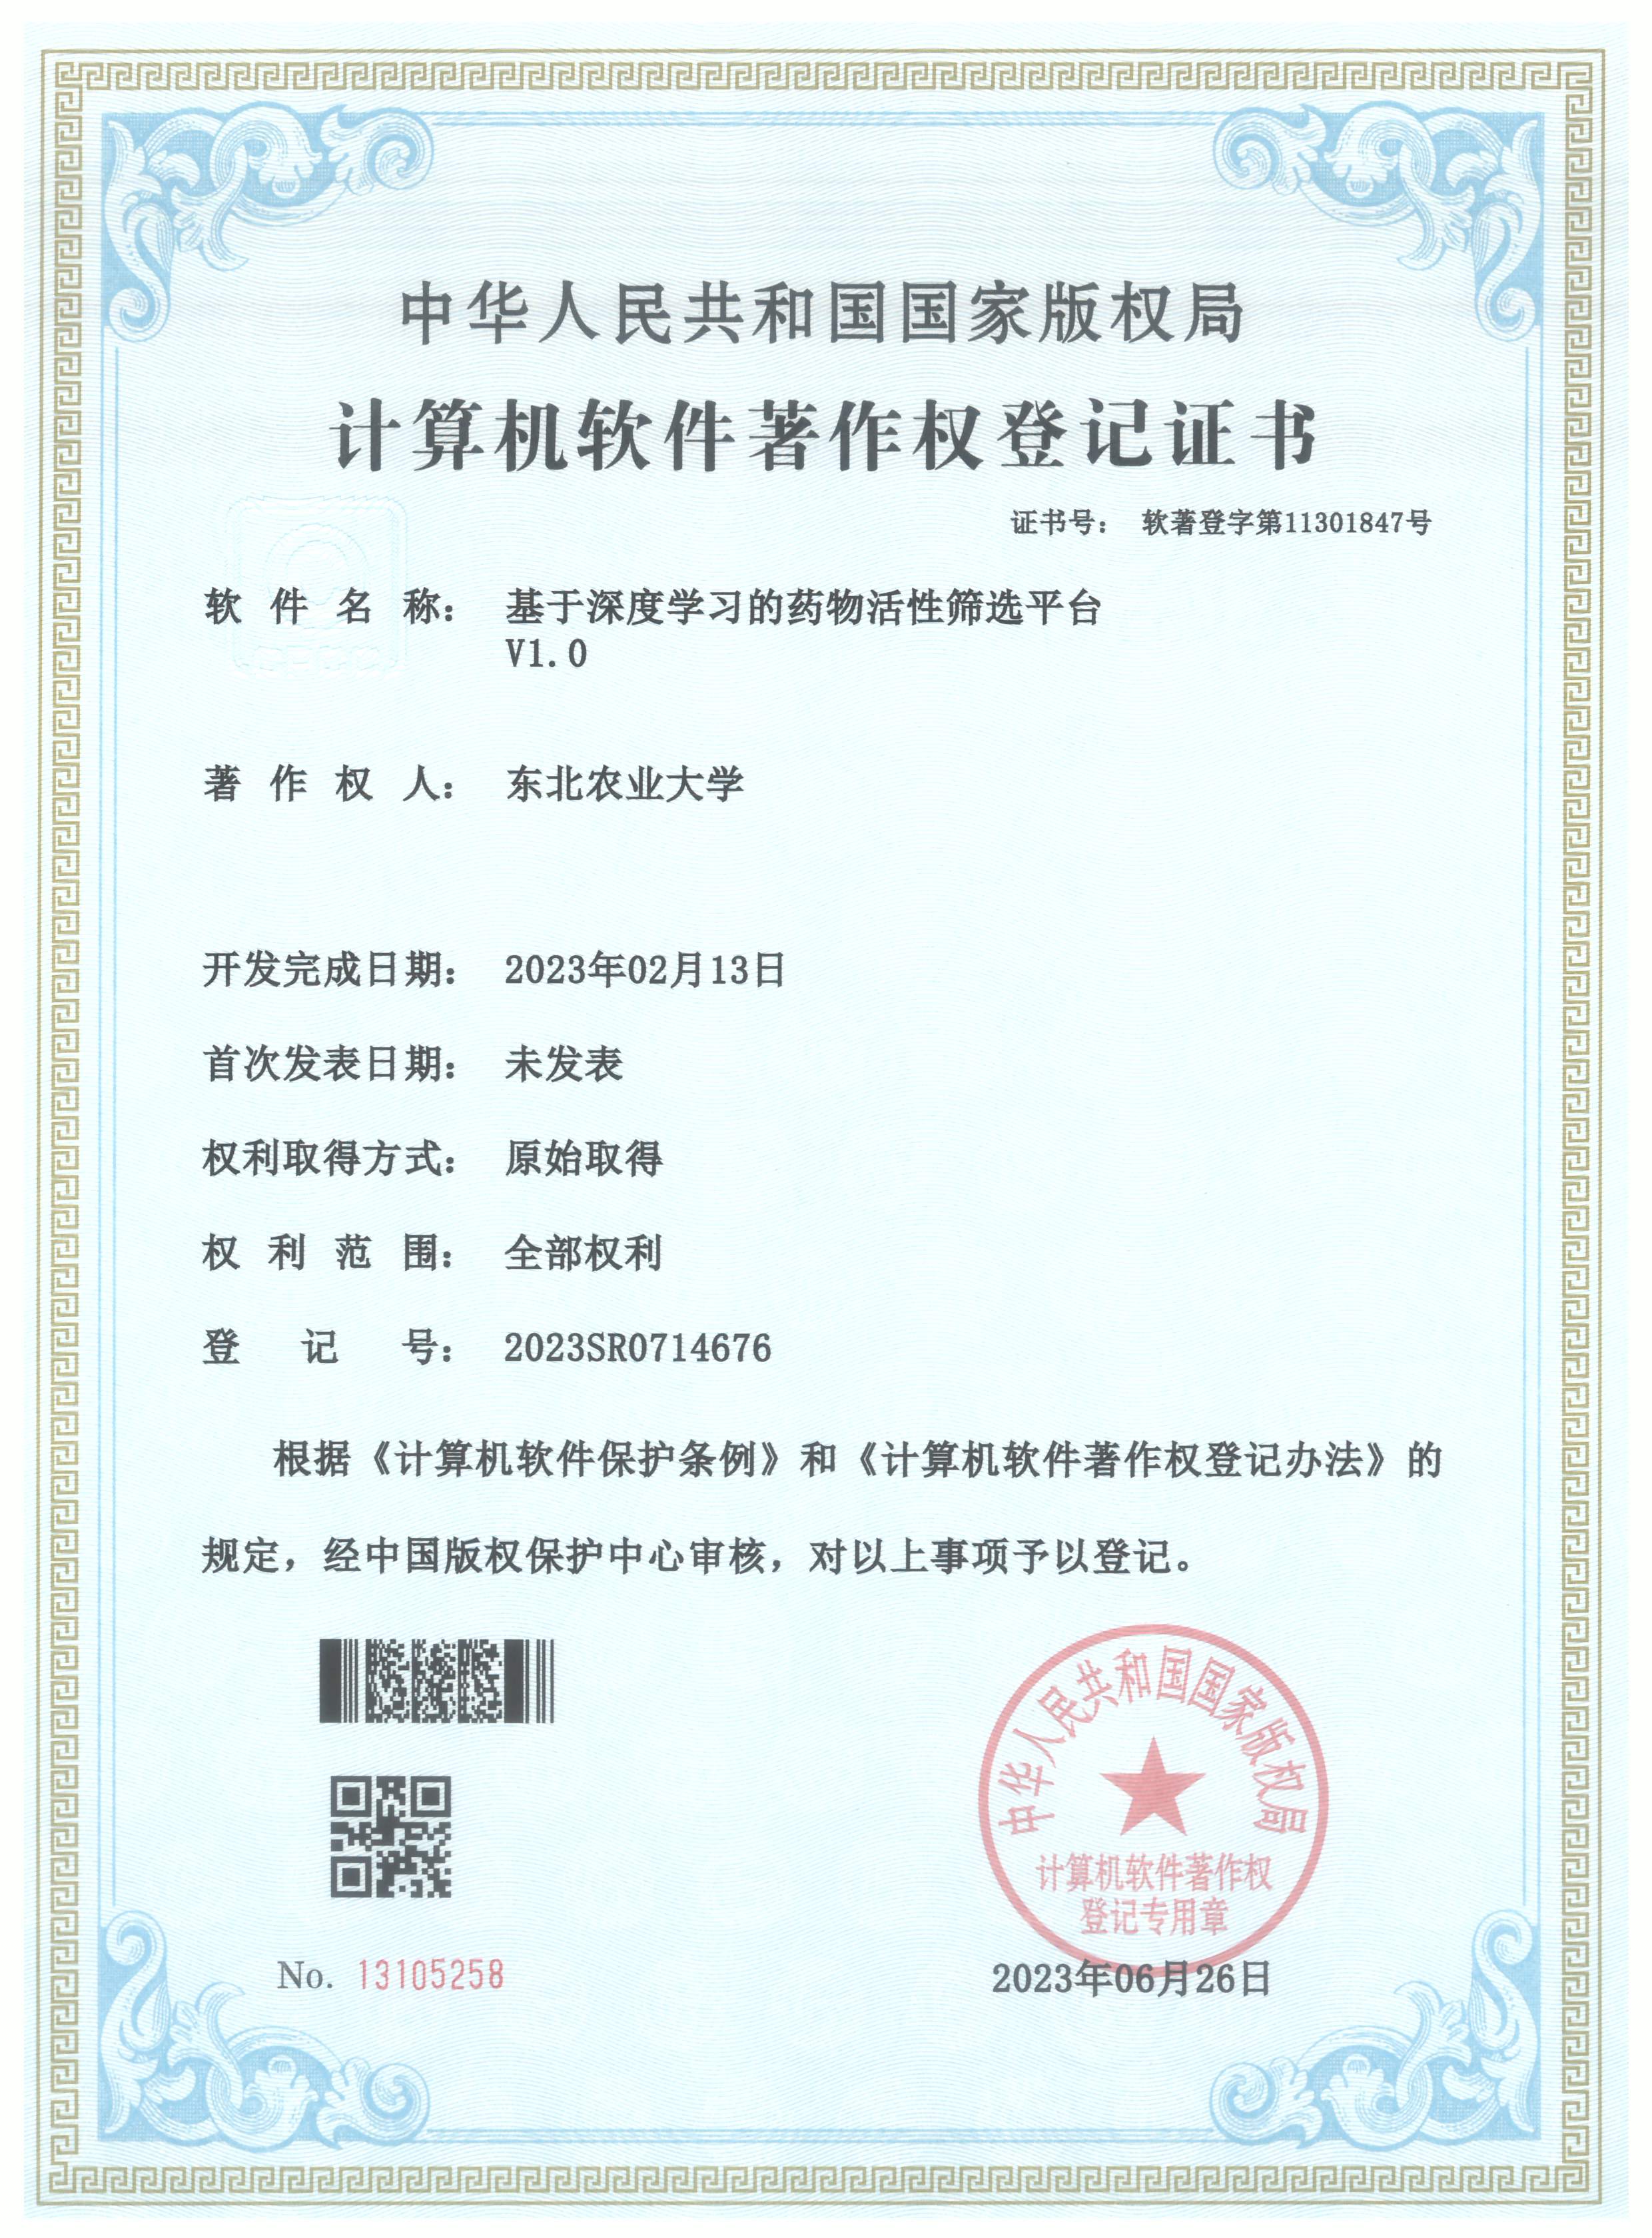 中华人民共和国国家版权局
计算机软件著作权登记证书
证书号： 软著登字第11301847号
软件名称： 基于深度学习的药物活性筛选平台
V1.0
著作权人： 东北农业大学
开发完成日期： 2023年02月13日
首次发表日期： 未发表
权利取得方式： 原始取得
权利范围： 全部权利
登记号： 2023SR0714676
根据《计算机软件保护条例》和《计算机软件著作权登记办法》的
规定，经中国版权保护中心审核，对以上事项予以登记。
中华人民共和国国家版权局
计算机软件著作权
登记专用章
No. 13105258
2023年06月26日